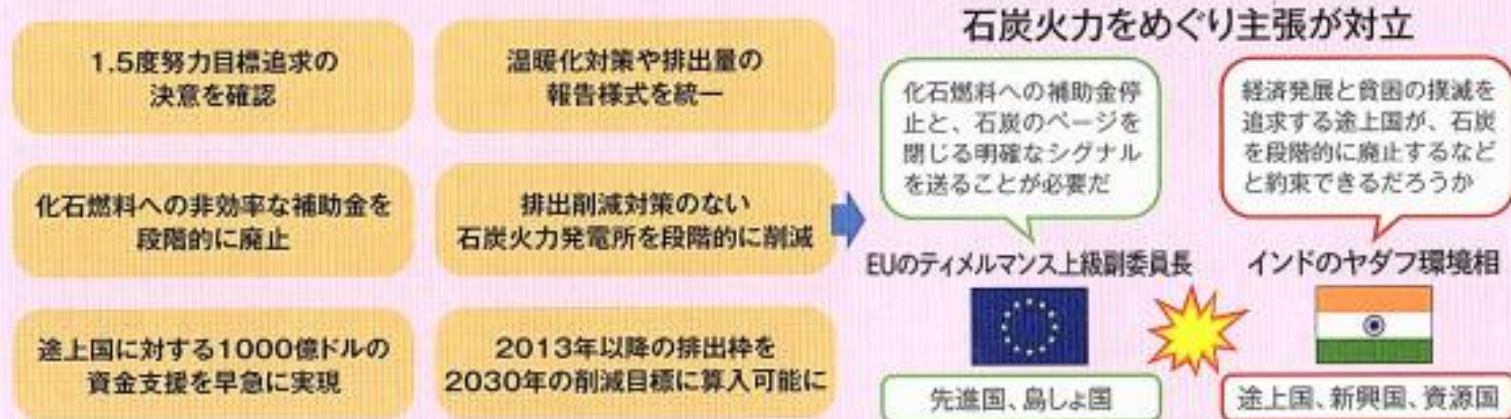 1.5度努力目標追求の
決意を確認
温暖化対策や排出量の
報告様式を統一
化石燃料への非効率な補助金を
段階的に廃止
排出削減対策のない
石炭火力発電所を段階的に削減
途上国に対する1000億ドルの
資金支援を早急に実現
2013年以降の排出枠を
2030年の削減目標に算入可能に
石炭火力をめぐり主張が対立
化石燃料への補助金停
止と、石炭のページを
閉じる明確なシグナル
を送ることが必要だ
経済発展と貧困の撲滅を
追求する途上国が、石炭
を段階的に廃止するなど
と約束できるだろうか
EUのティメルマンス上級副委員長
インドのヤダフ環境相
先進国、島しょ国
途上国、新興国、資源国